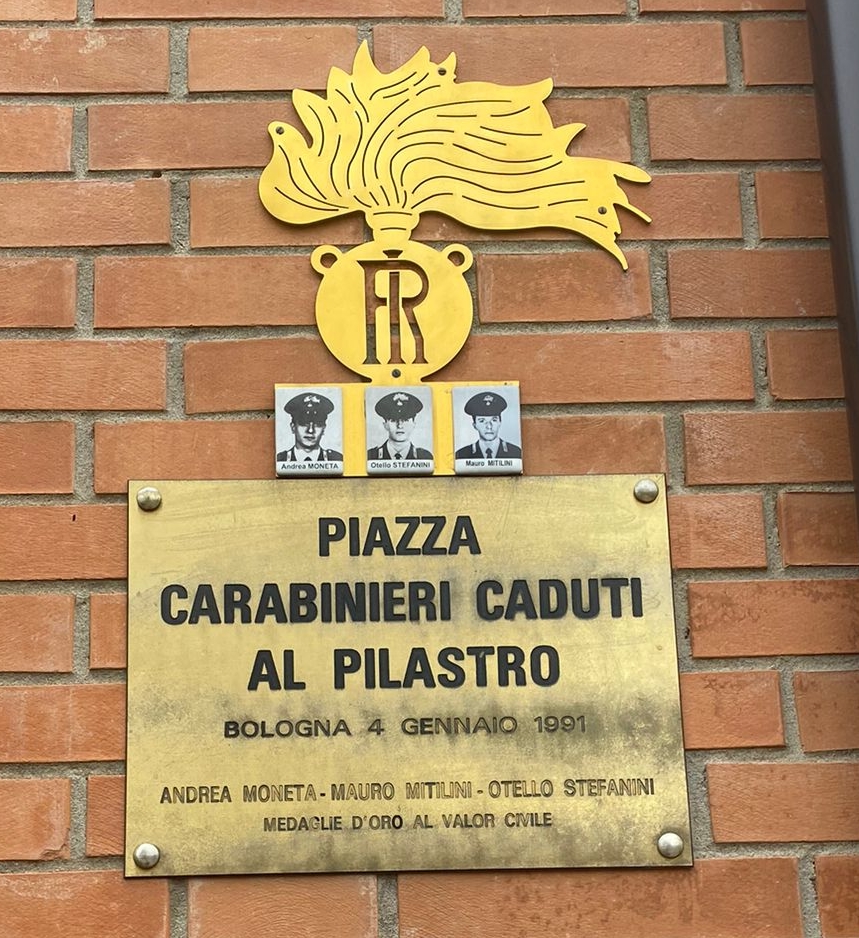 RI
Andrea MONETA
Otello STEFANINI
Mauro MITILINI
PIAZZA
CARABINIERI CADUTI
AL PILASTRO
BOLOGNA 4 GENNAIO 1991
ANDREA MONETA - MAURO MITILINI - OTELLO STEFANINI
MEDAGLIE D'ORO AL VALOR CIVILE